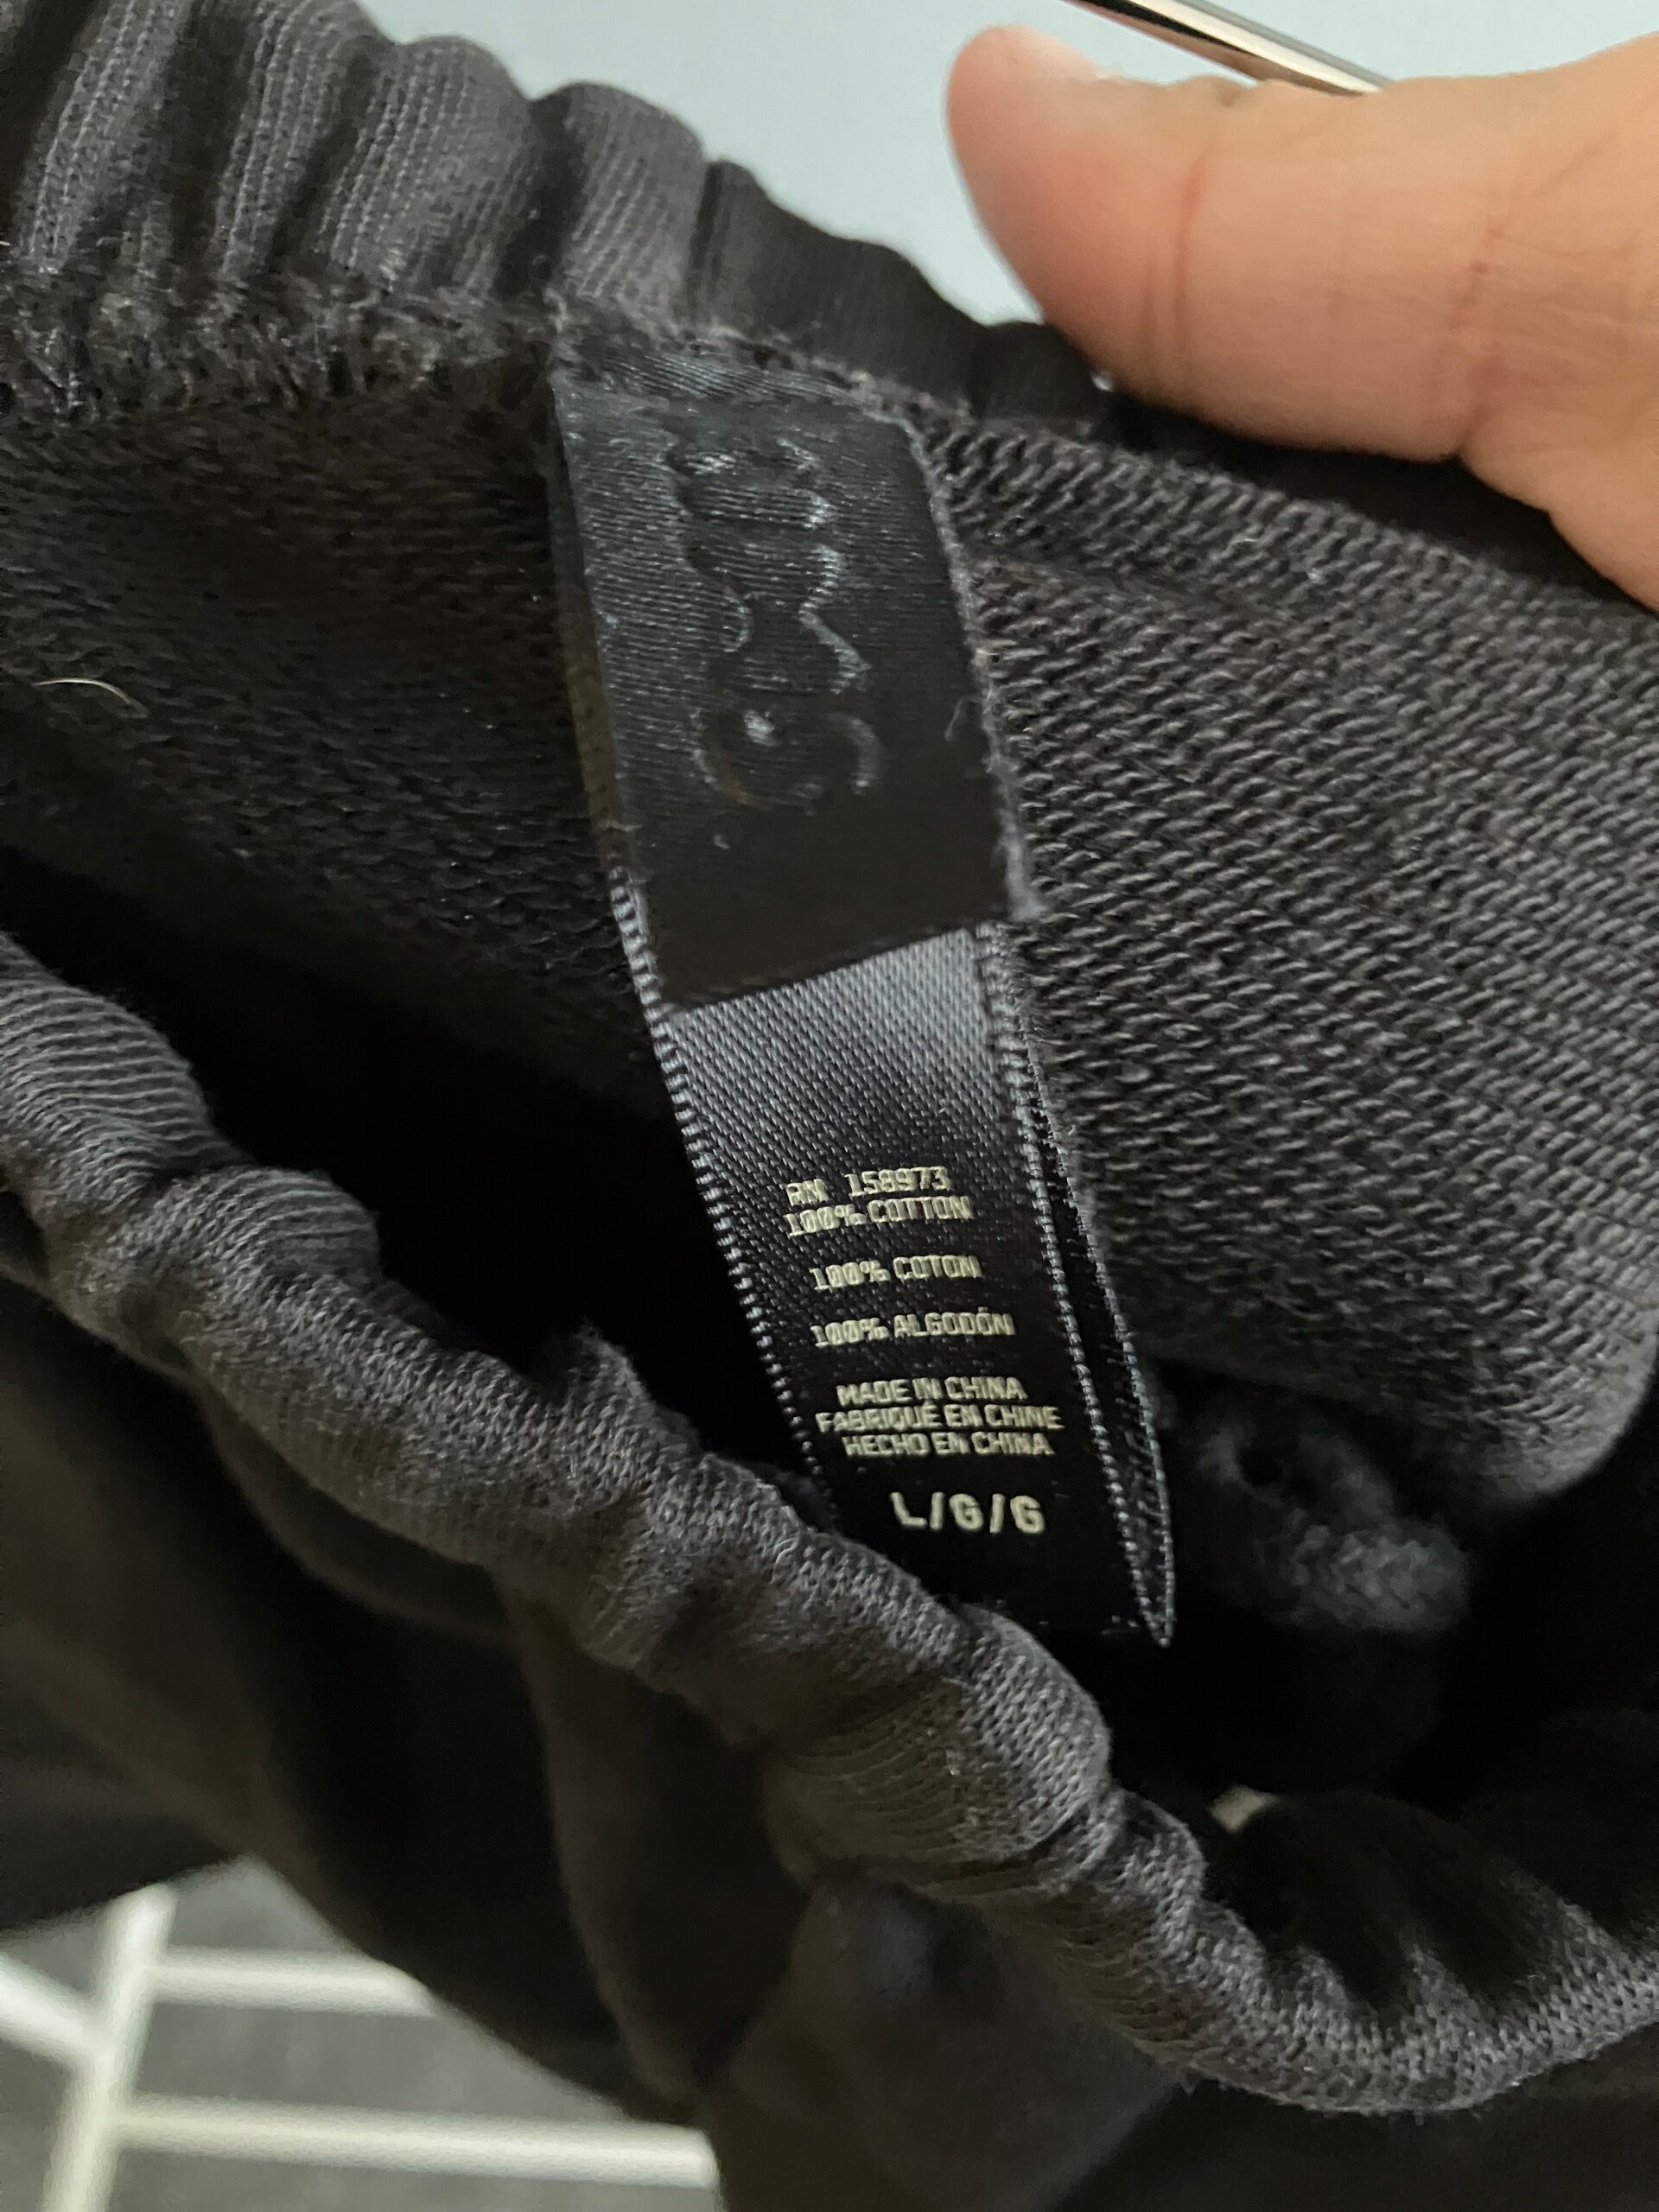 RN 158973
100% COTTON
100% COTON
100% ALGODÓN
MADE IN CHINA
FABRIQUÉ EN CHINE
HECHO EN CHINA
L/G/G